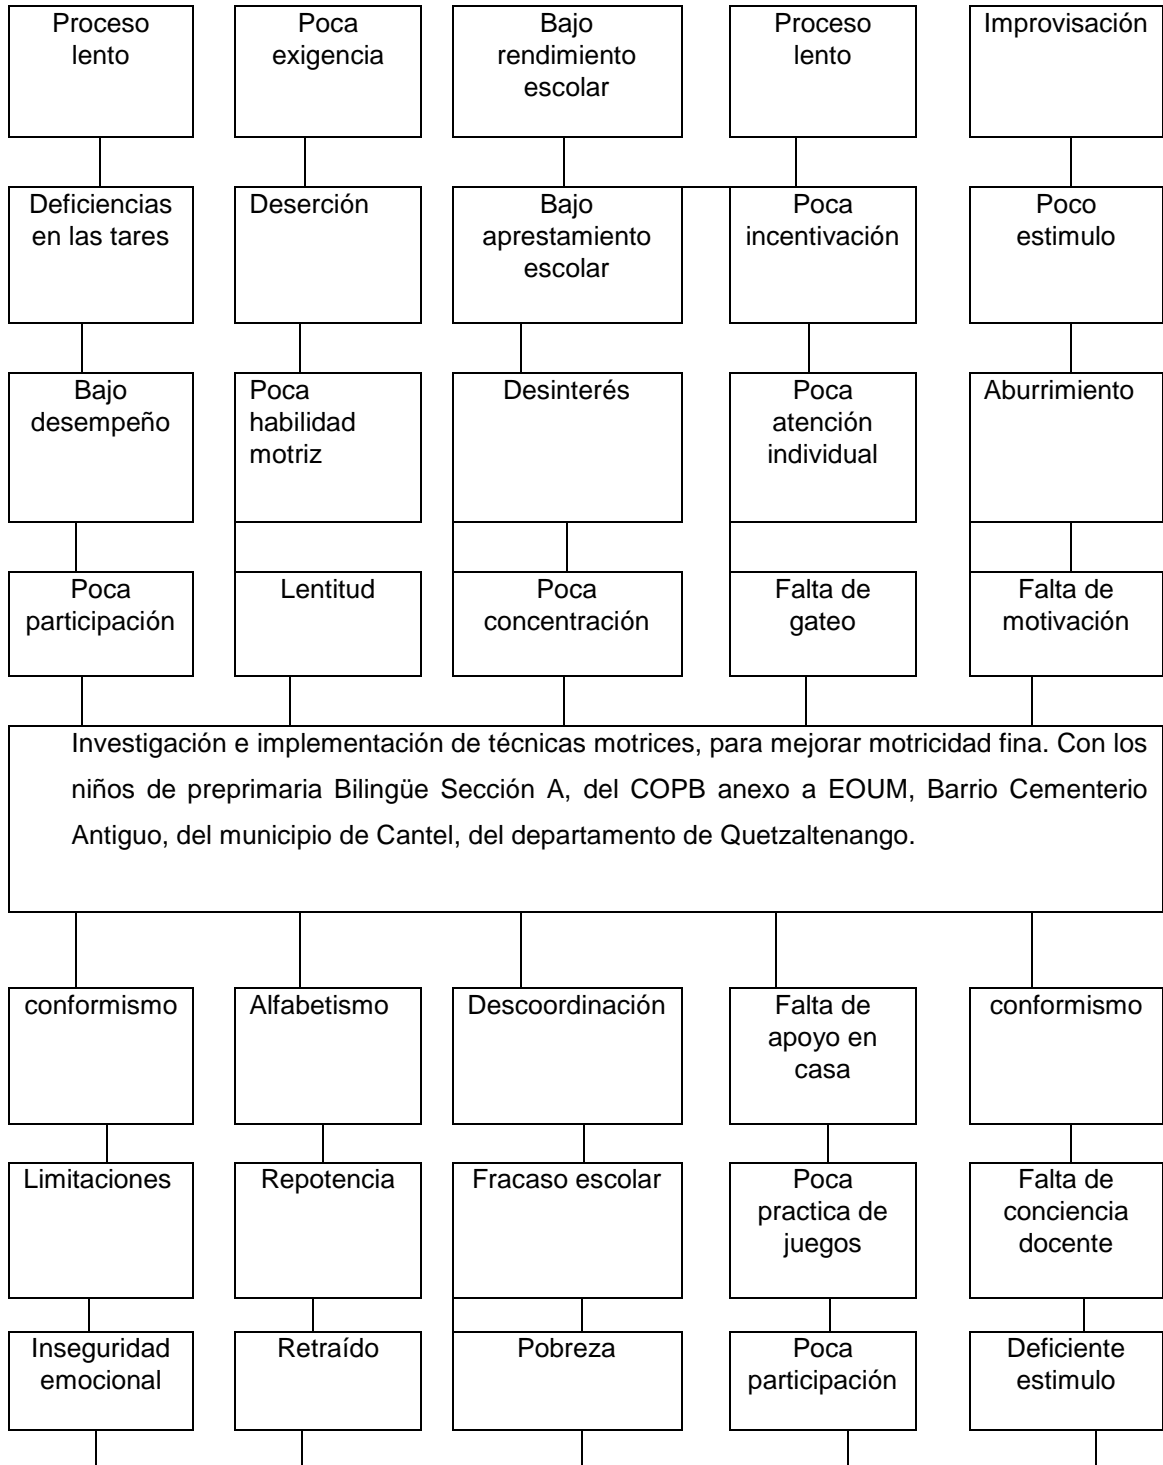 Proceso
lento
Poca
exigencia
Bajo
rendimiento
escolar
Proceso
lento
Improvisación
Deficiencias
en las tares
Deserción
Bajo
aprestamiento
escolar
Poca
incentivación
Poco
estimulo
Bajo
desempeño
Poca
habilidad
motriz
Desinterés
Poca
atención
individual
Aburrimiento
Poca
participación
Lentitud
Poca
concentración
Falta de
gateo
Falta de
motivación
Investigación e implementación de técnicas motrices, para mejorar motricidad fina. Con los
niños de preprimaria Bilingüe Sección A, del COPB anexo a EOUM, Barrio Cementerio
Antiguo, del municipio de Cantel, del departamento de Quetzaltenango.
conformismo
Alfabetismo
Descoordinación
Falta de
apoyo en
casa
conformismo
Limitaciones
Repotencia
Fracaso escolar
Poca
practica de
juegos
Falta de
conciencia
docente
Inseguridad
emocional
Retraído
Pobreza
Poca
participación
Deficiente
estimulo